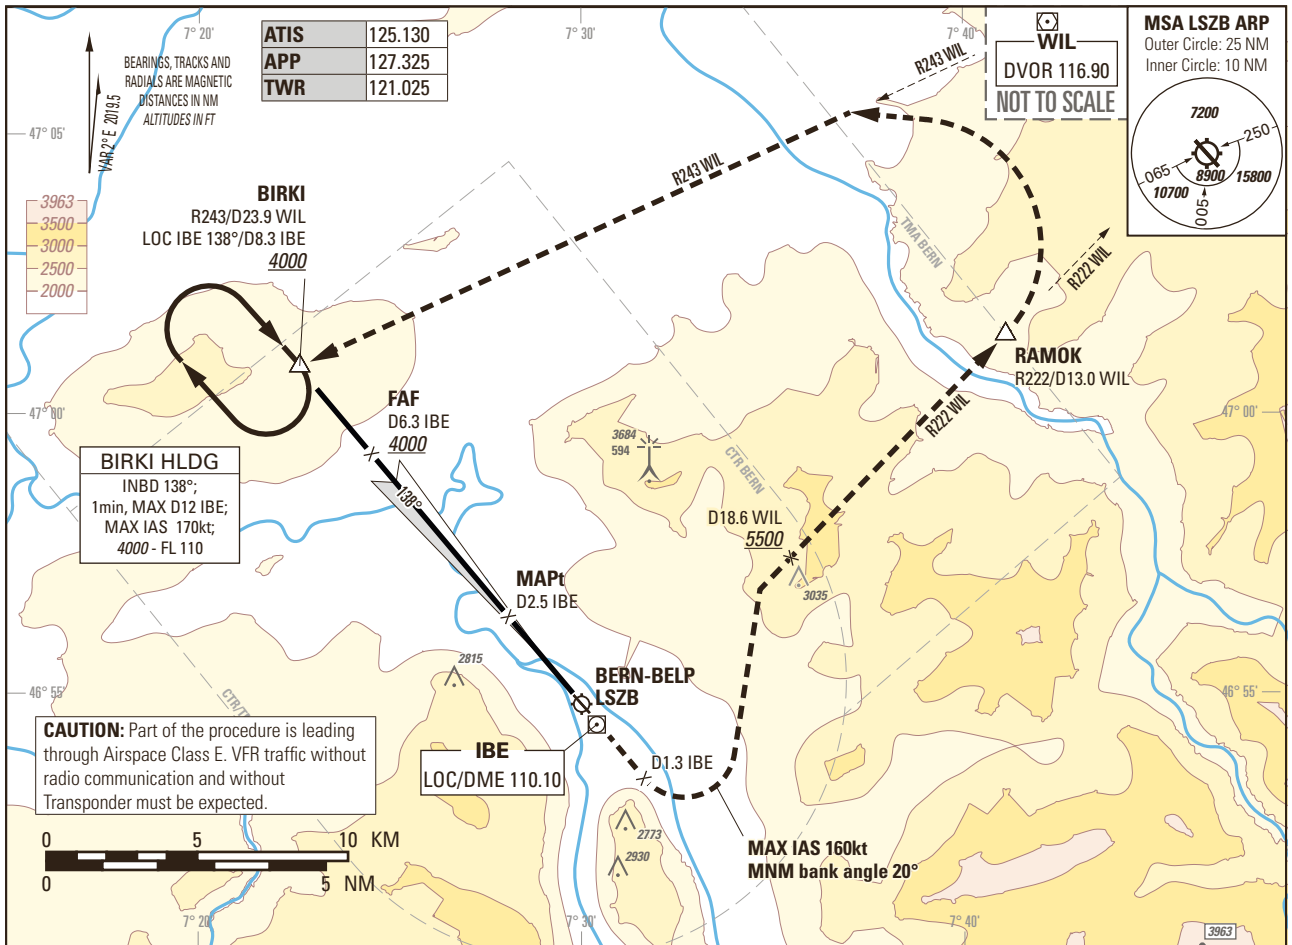 7° 20'
7° 30'
7° 40'
ATIS 125.130
APP 127.325
TWR 121.025
BEARINGS, TRACKS AND
RADIALS ARE MAGNETIC
DISTANCES IN NM
ALTITUDES IN FT
VAR 2° E 2019.5
47° 05'
R243 WIL
WIL
DVOR 116.90
NOT TO SCALE
MSA LSZB ARP
Outer Circle: 25 NM
Inner Circle: 10 NM
7200
250
065
8900
15800
10700
005
3963
3500
3000
2500
2000
BIRKI
R243/D23.9 WIL
LOC IBE 138°/D8.3 IBE
4000
R243 WIL
TMA BERN
R222 WIL
RAMOK
R222/D13.0 WIL
FAF
D6.3 IBE
4000
47° 00'
47° 00'
R222 WIL
3684
594
CTR BERN
BIRKI HLDG
INBD 138°;
1min, MAX D12 IBE;
MAX IAS 170kt;
4000 - FL 110
138°
D18.6 WIL
5500
3035
MAPt
D2.5 IBE
2815
BERN-BELP
LSZB
46° 55'
46° 55'
CAUTION: Part of the procedure is leading
through Airspace Class E. VFR traffic without
radio communication and without
Transponder must be expected.
IBE
LOC/DME 110.10
D1.3 IBE
2773
2930
MAX IAS 160kt
MNM bank angle 20°
0 5 10 KM
0 5 NM
7° 20'
7° 30'
7° 40'
3963